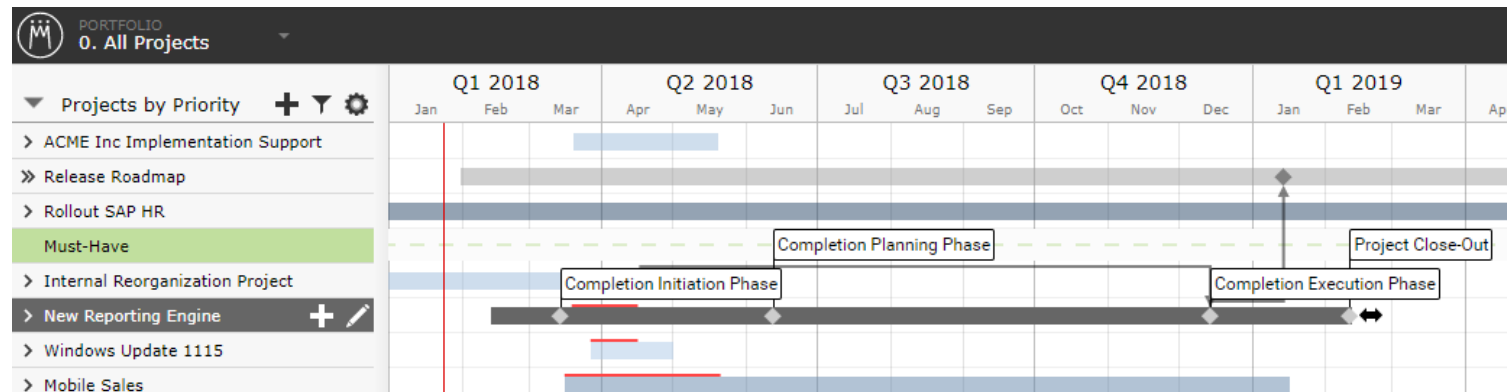 PORTFOLIO
0. All Projects
Q1 2018 Q2 2018 Q3 2018 Q4 2018 Q1 2019
Projects by Priority
Jan Feb Mar Apr May Jun Jul Aug Sep Oct Nov Dec Jan Feb Mar Ap
ACME Inc Implementation Support
Release Roadmap
Rollout SAP HR
Must-Have
Completion Planning Phase
Project Close-Out
Internal Reorganization Project
Completion Initiation Phase
Completion Execution Phase
New Reporting Engine
Windows Update 1115
Mobile Sales